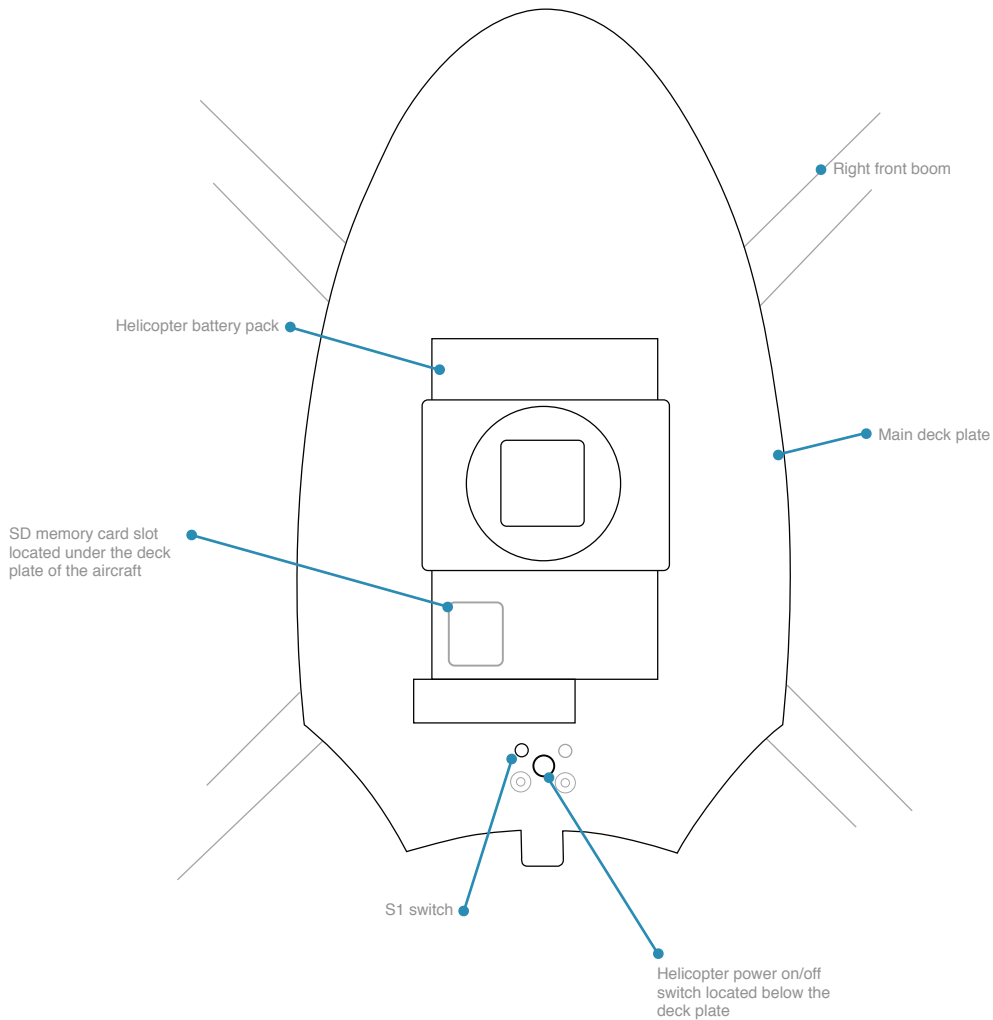 Right front boom
Helicopter battery pack
Main deck plate
SD memory card slot
located under the deck
plate of the aircraft
S1 switch
Helicopter power on/off
switch located below the
deck plate